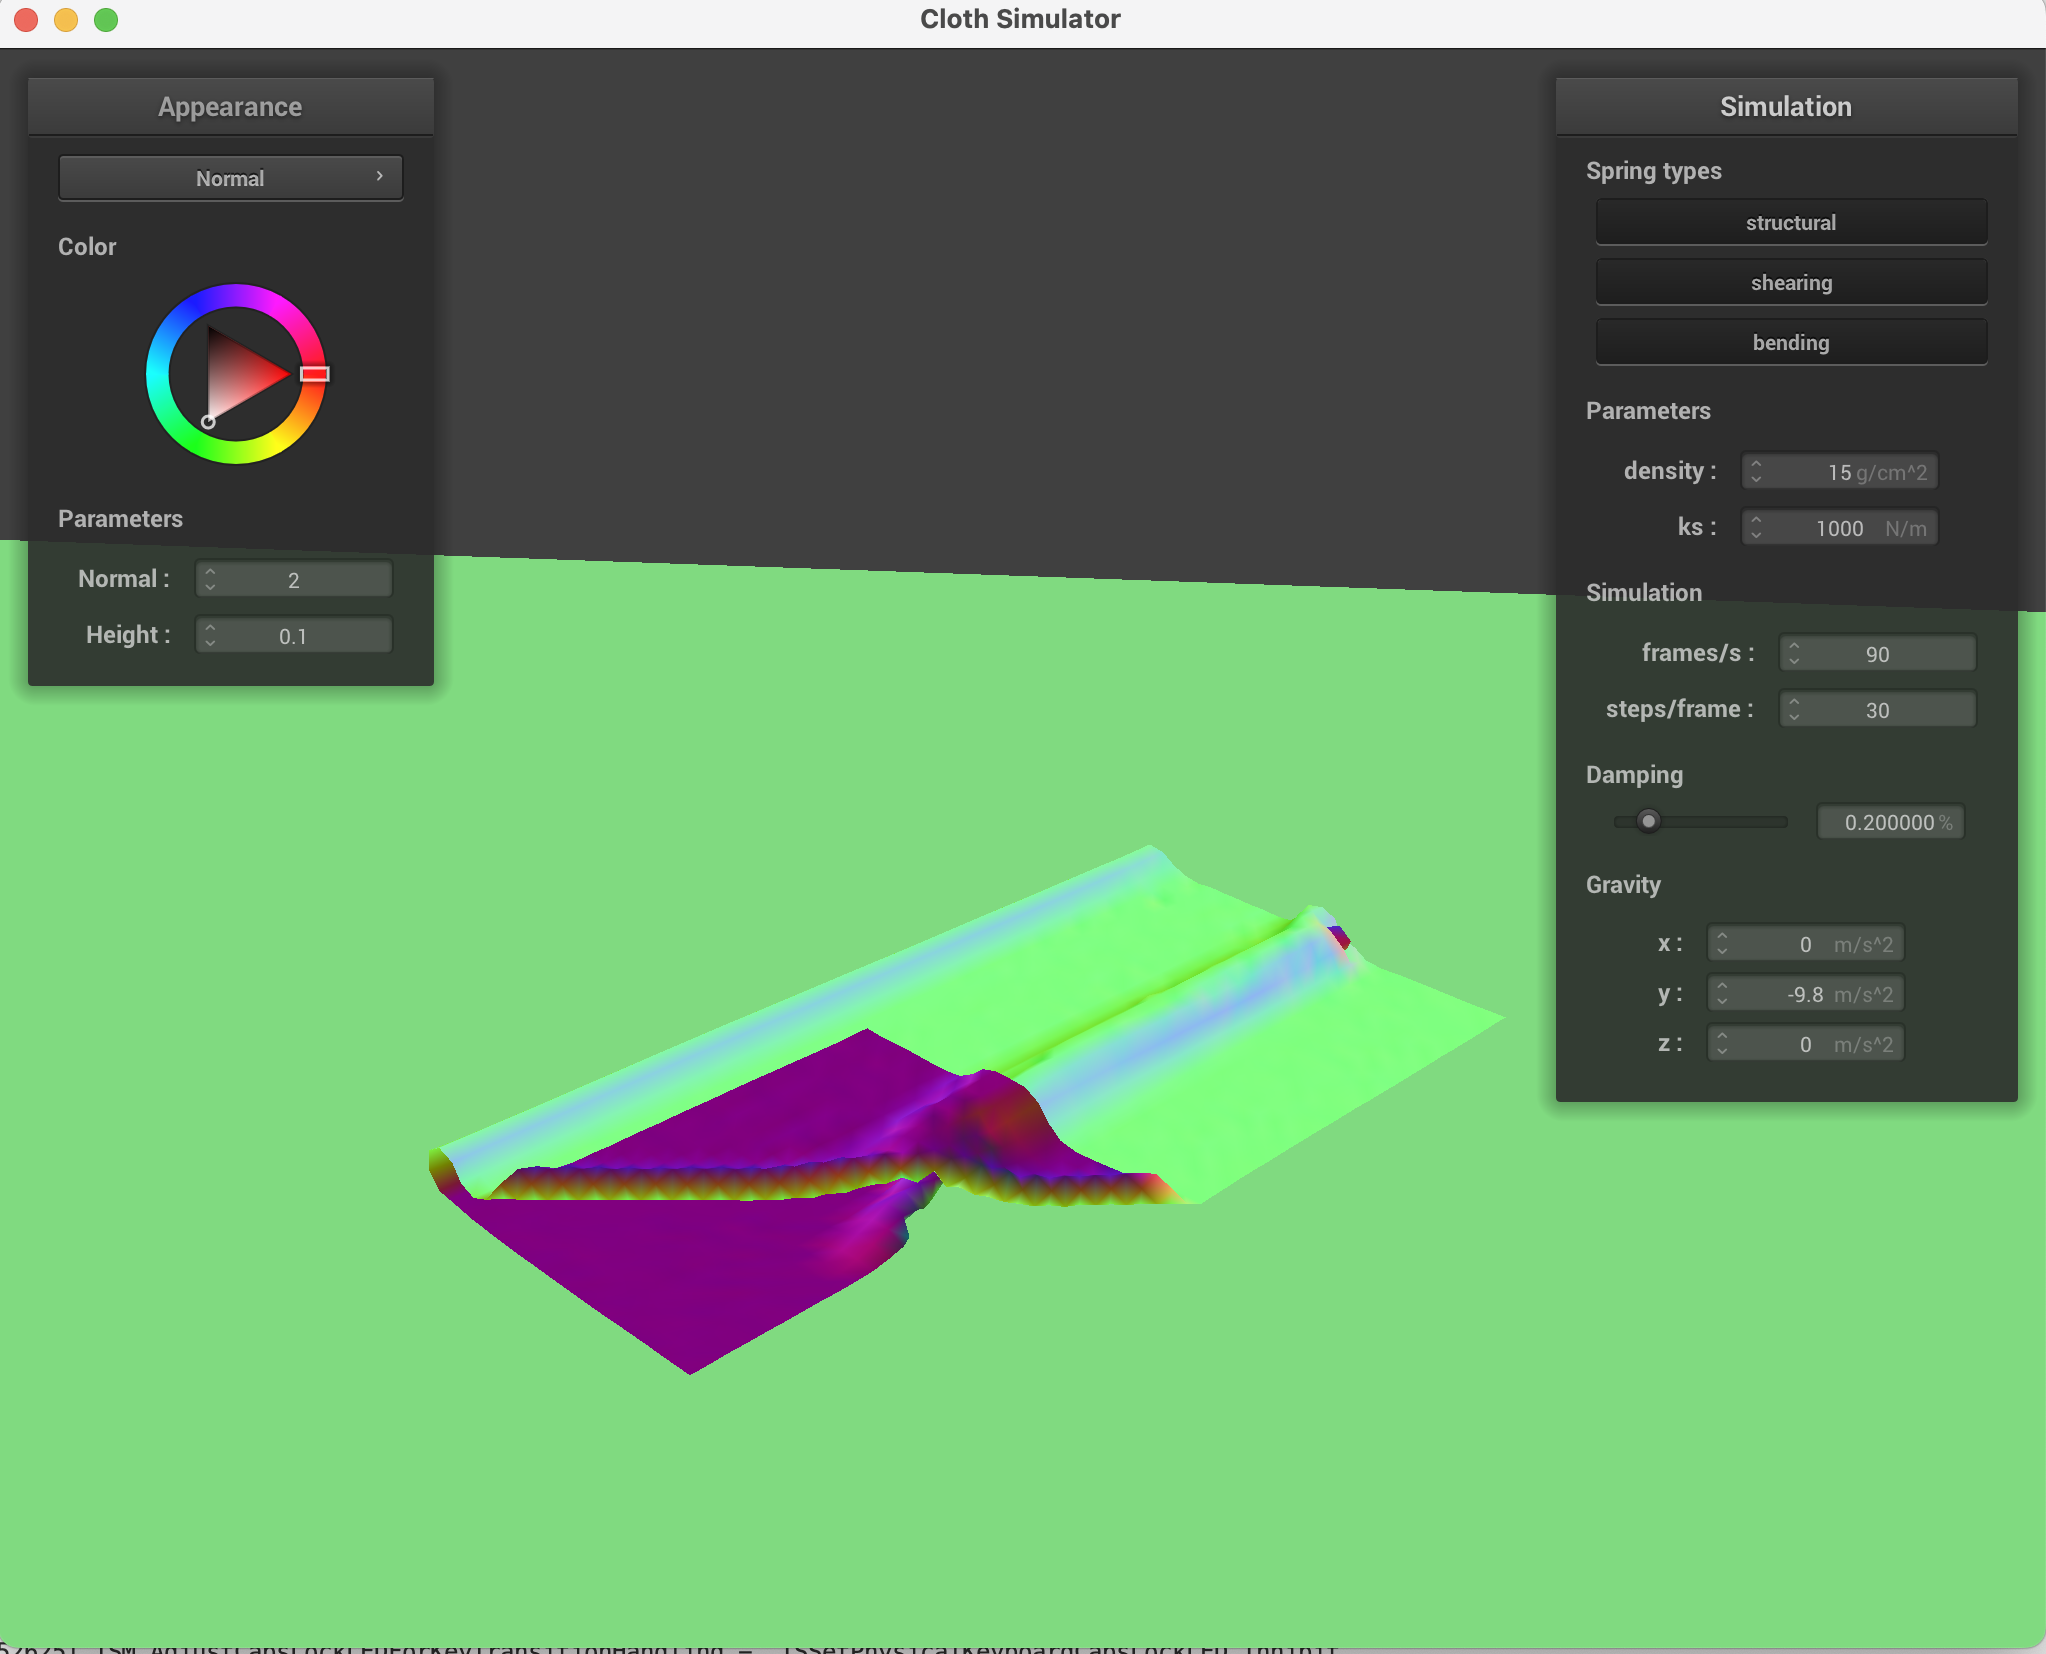 Cloth Simulator
Appearance
Normal
Color
Parameters
Normal : 2
Height : 0.1
Simulation
Spring types
structural
shearing
bending
Parameters
density : 15 g/cm^2
ks : 1000 N/m
Simulation
frames/s : 90
steps/frame : 30
Damping
0.200000 %
Gravity
x : 0 m/s^2
y : -9.8 m/s^2
z : 0 m/s^2